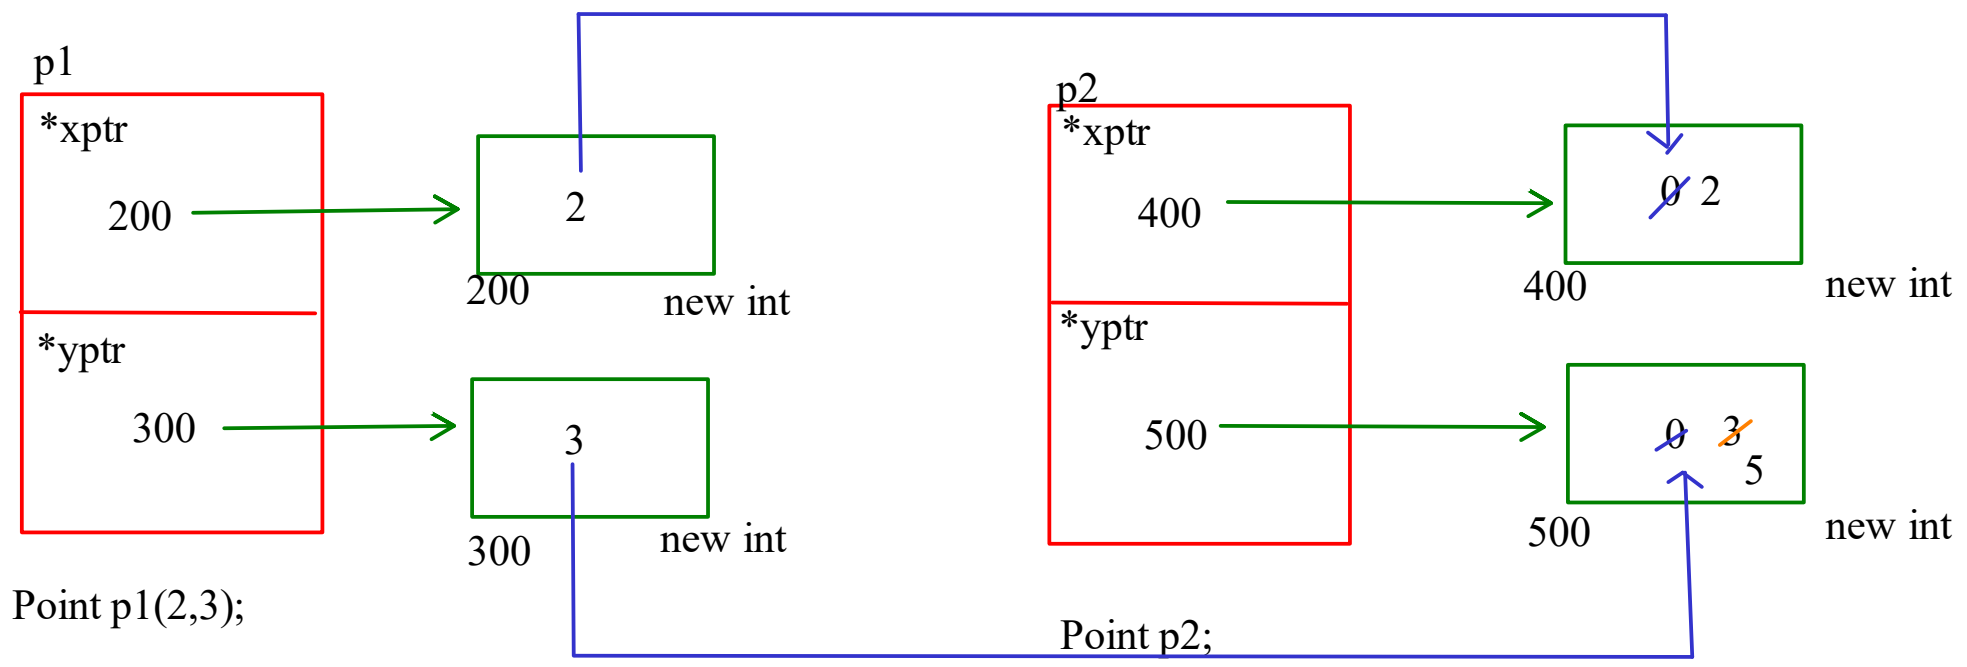 p1
*xptr
200
2
200
new int
*yptr
300
3
300
new int
Point p1(2,3);
p2
*xptr
400
0 2
400
new int
*yptr
500
0 3
5
500
new int
Point p2;